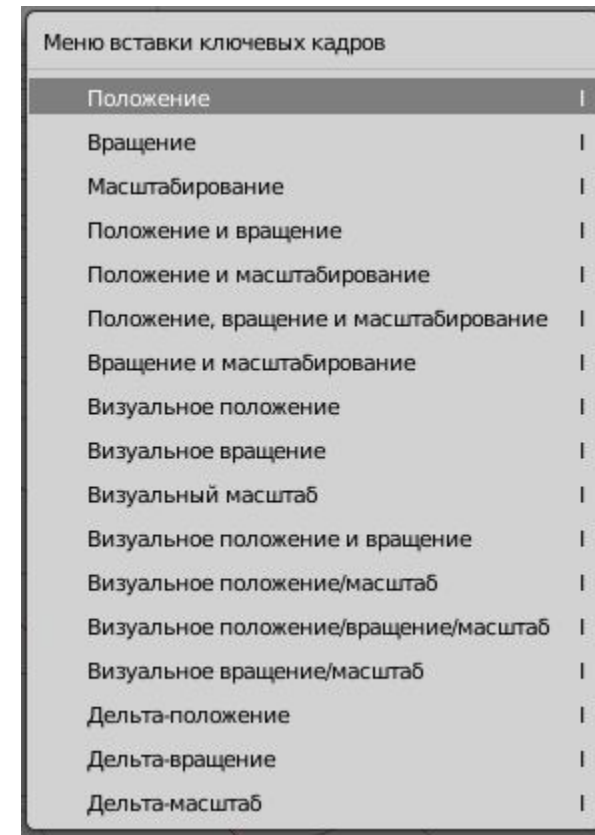 Меню вставки ключевых кадров
Положение I
Вращение I
Масштабирование I
Положение и вращение I
Положение и масштабирование I
Положение, вращение и масштабирование I
Вращение и масштабирование I
Визуальное положение I
Визуальное вращение I
Визуальный масштаб I
Визуальное положение и вращение I
Визуальное положение/масштаб I
Визуальное положение/вращение/масштаб I
Визуальное вращение/масштаб I
Дельта-положение I
Дельта-вращение I
Дельта-масштаб I